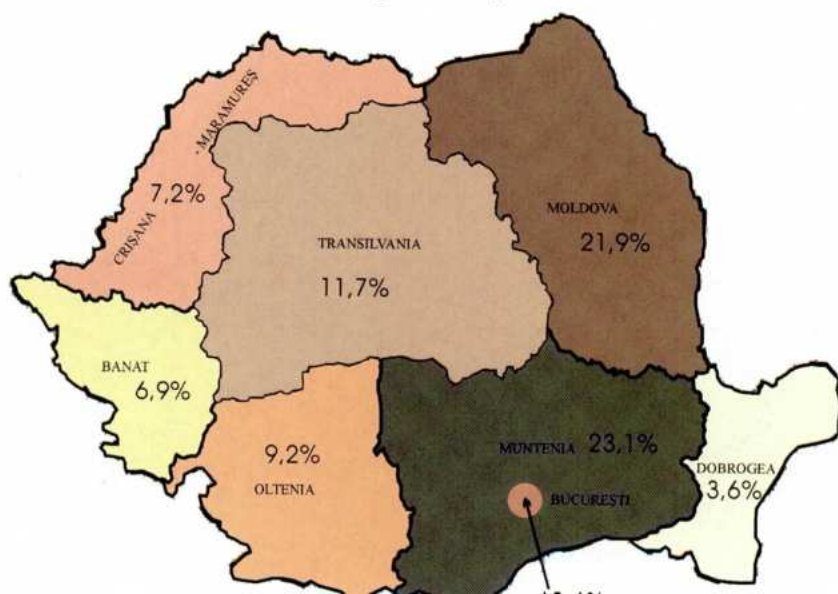 MARAMUREȘ
7,2%
CRIȘANA
MOLDOVA
21,9%
TRANSILVANIA
11,7%
BANAT
6,9%
9,2%
OLTENIA
MUNTENIA 23,1%
BUCUREȘTI
DOBROGEA
3,6%